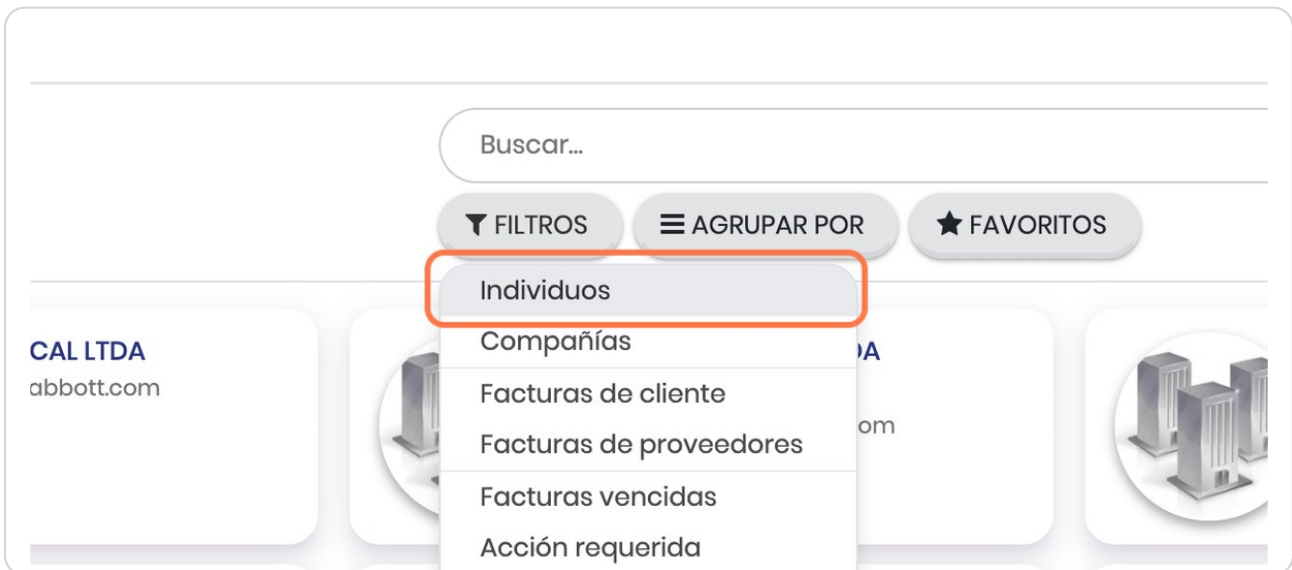 Buscar...
FILTROS AGRUPAR POR FAVORITOS
Individuos
Compañías
CAL LTDA
DA
abbott.com
Facturas de cliente
om
Facturas de proveedores
Facturas vencidas
Acción requerida